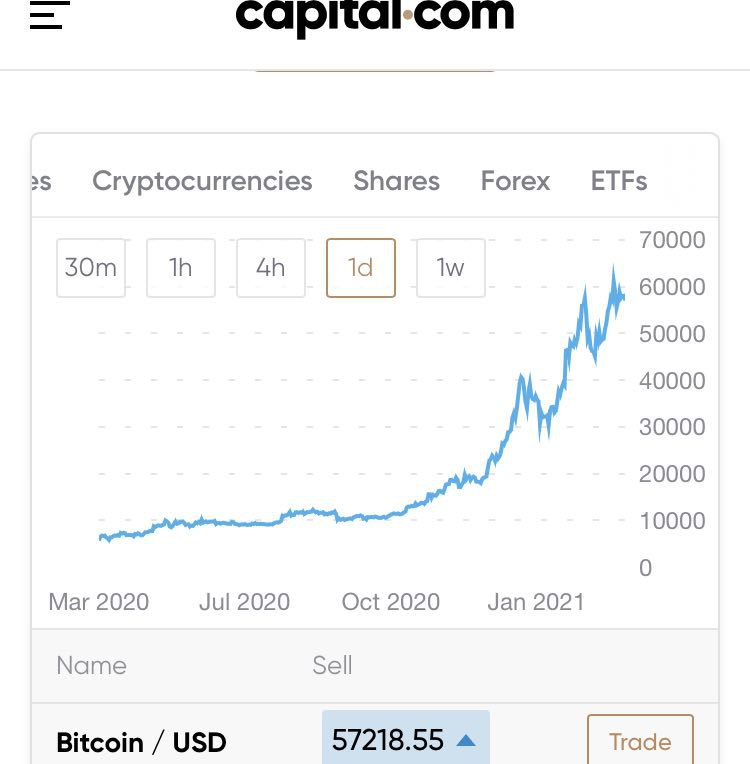 capital.com
es Cryptocurrencies Shares Forex ETFs
30m 1h 4h 1d 1w
70000
60000
50000
40000
30000
20000
10000
0
Mar 2020 Jul 2020 Oct 2020 Jan 2021
Name Sell
Bitcoin / USD 57218.55 Trade